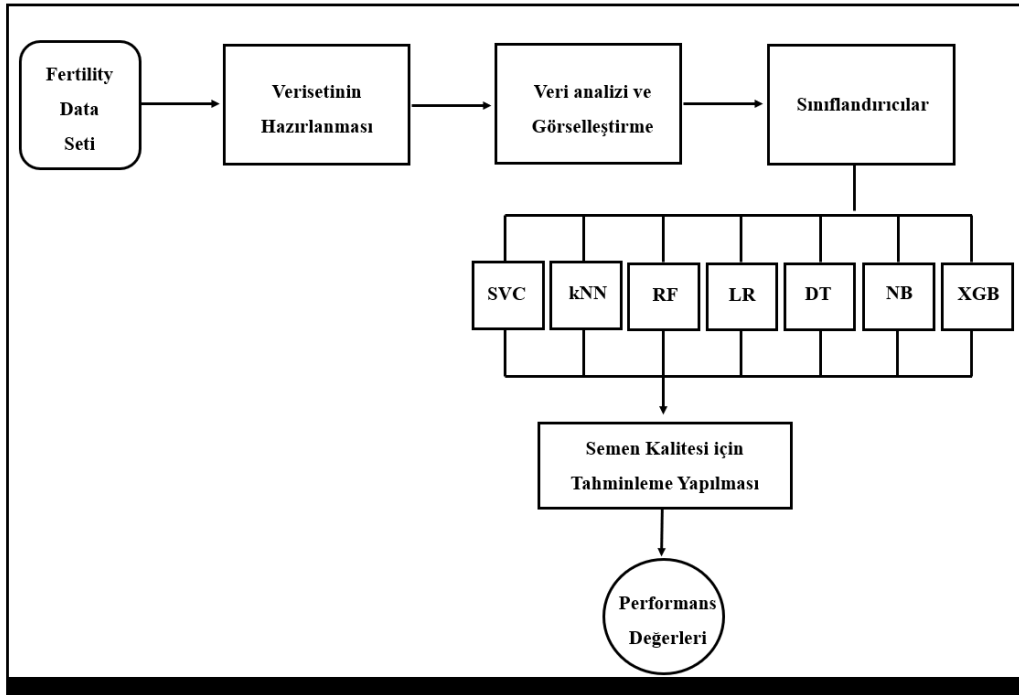 Fertility
Data
Seti
Verisetinin
Hazırlanması
Veri analizi ve
Görselleştirme
Sınıflandırıcılar
SVC
kNN
RF
LR
DT
NB
XGB
Semen Kalitesi için
Tahminleme Yapılması
Performans
Değerleri